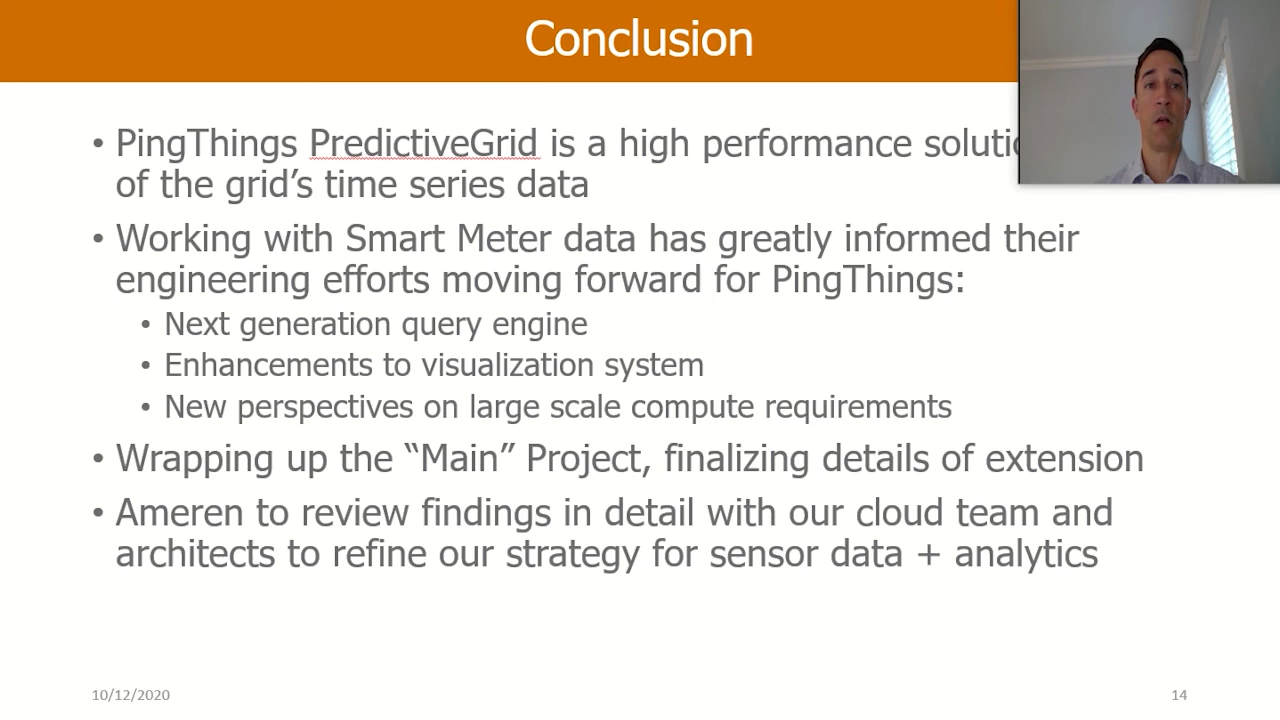 Conclusion
• PingThings PredictiveGrid is a high performance
of the grid's time series data
• Working with Smart Meter data has greatly informed their
engineering efforts moving forward for PingThings:
• Next generation query engine
• Enhancements to visualization system
• New perspectives on large scale compute requirements
• Wrapping up the “Main” Project, finalizing details of extension
• Ameren to review findings in detail with our cloud team and
architects to refine our strategy for sensor data + analytics
10/12/2020
14